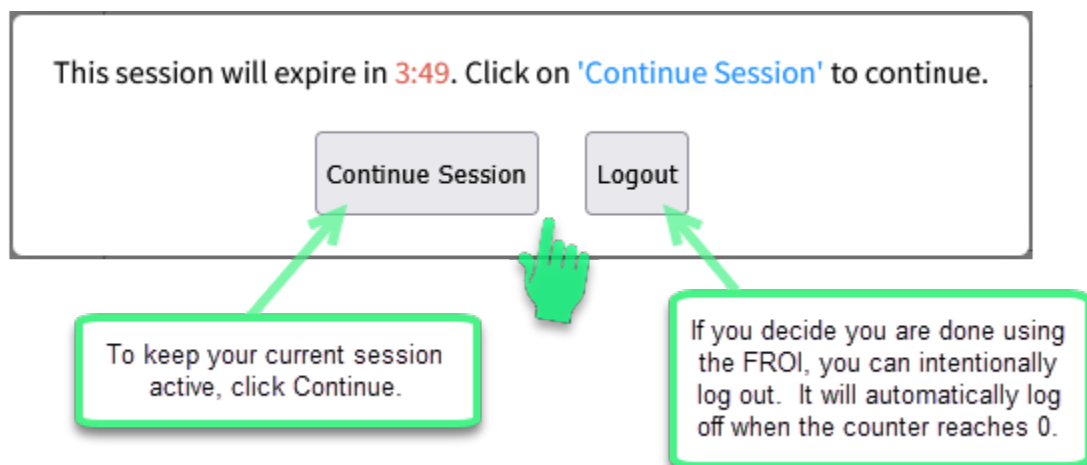 This session will expire in 3:49. Click on 'Continue Session' to continue.
Continue Session
Logout
To keep your current session
active, click Continue.
If you decide you are done using
the FROI, you can intentionally
log out.  It will automatically log
off when the counter reaches 0.